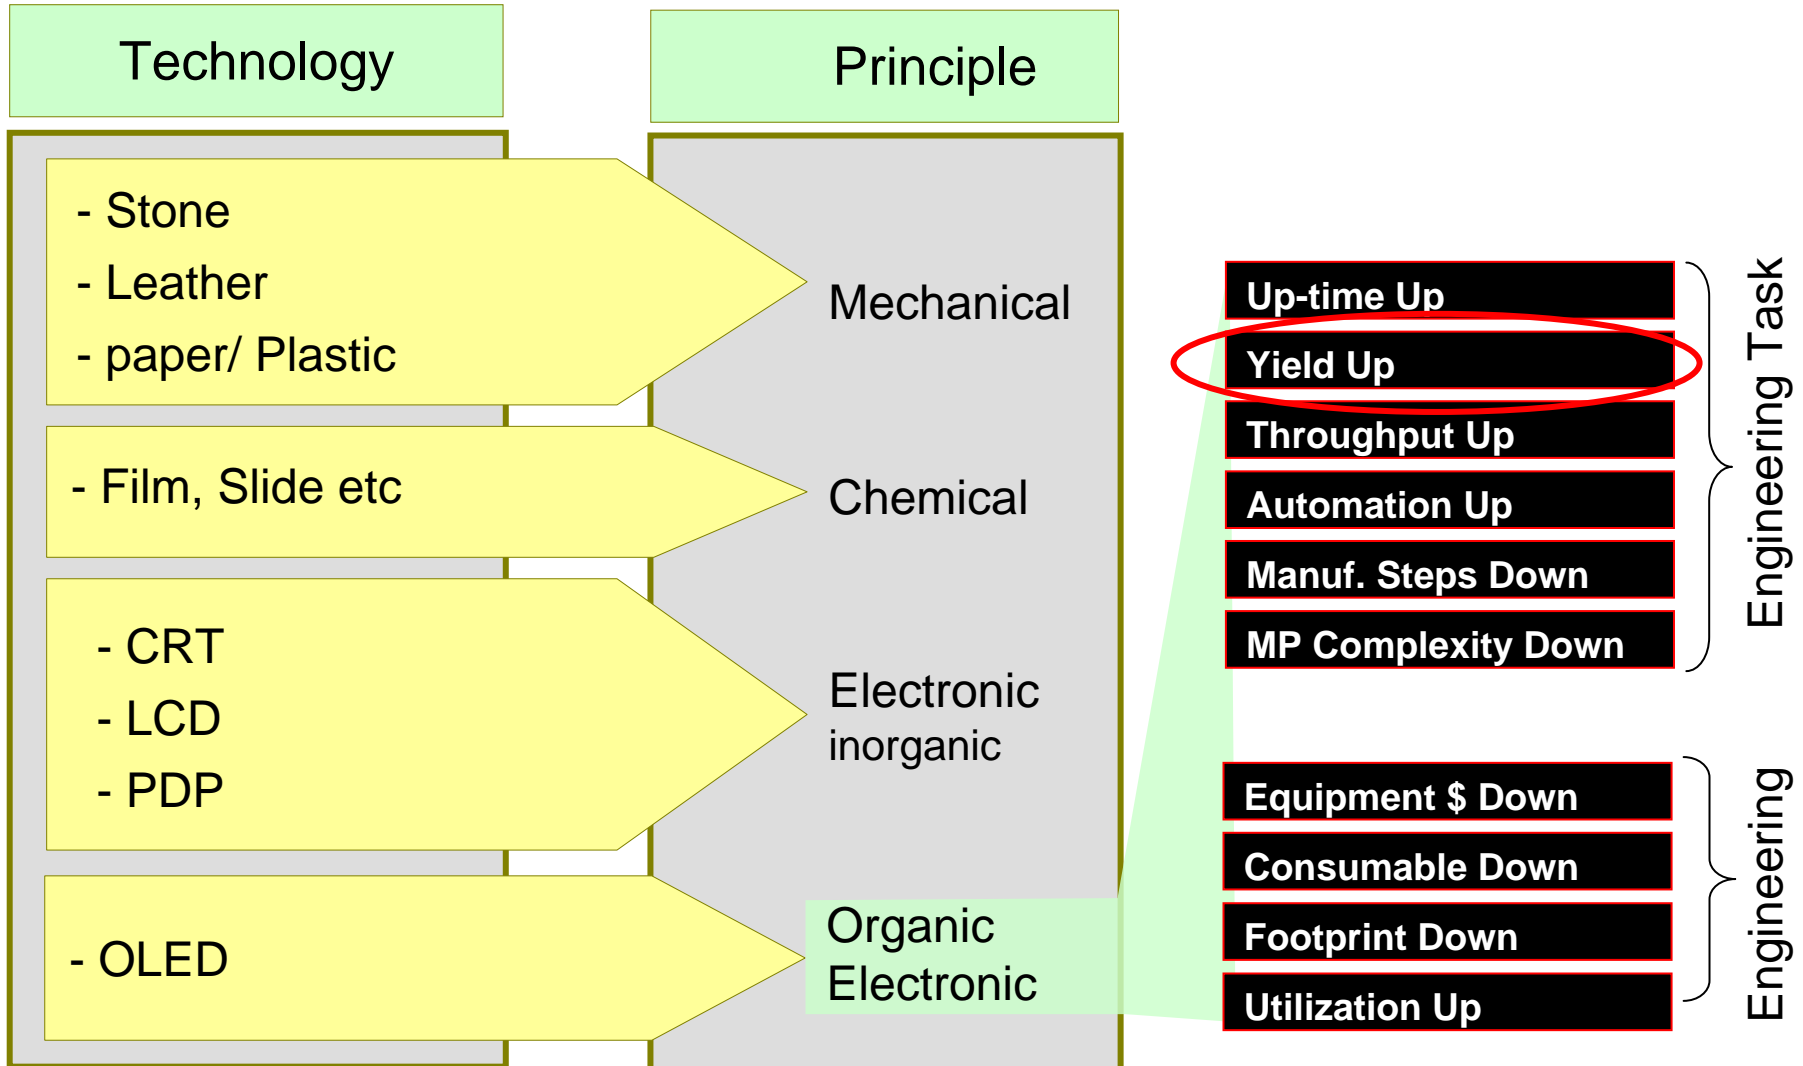 Technology
Principle
- Stone
- Leather
- paper/ Plastic
Mechanical
- Film, Slide etc
Chemical
- CRT
- LCD
- PDP
Electronic
inorganic
- OLED
Organic
Electronic
Up-time Up
Yield Up
Throughput Up
Automation Up
Manuf. Steps Down
MP Complexity Down
Engineering Task
Equipment $ Down
Consumable Down
Footprint Down
Utilization Up
Engineering